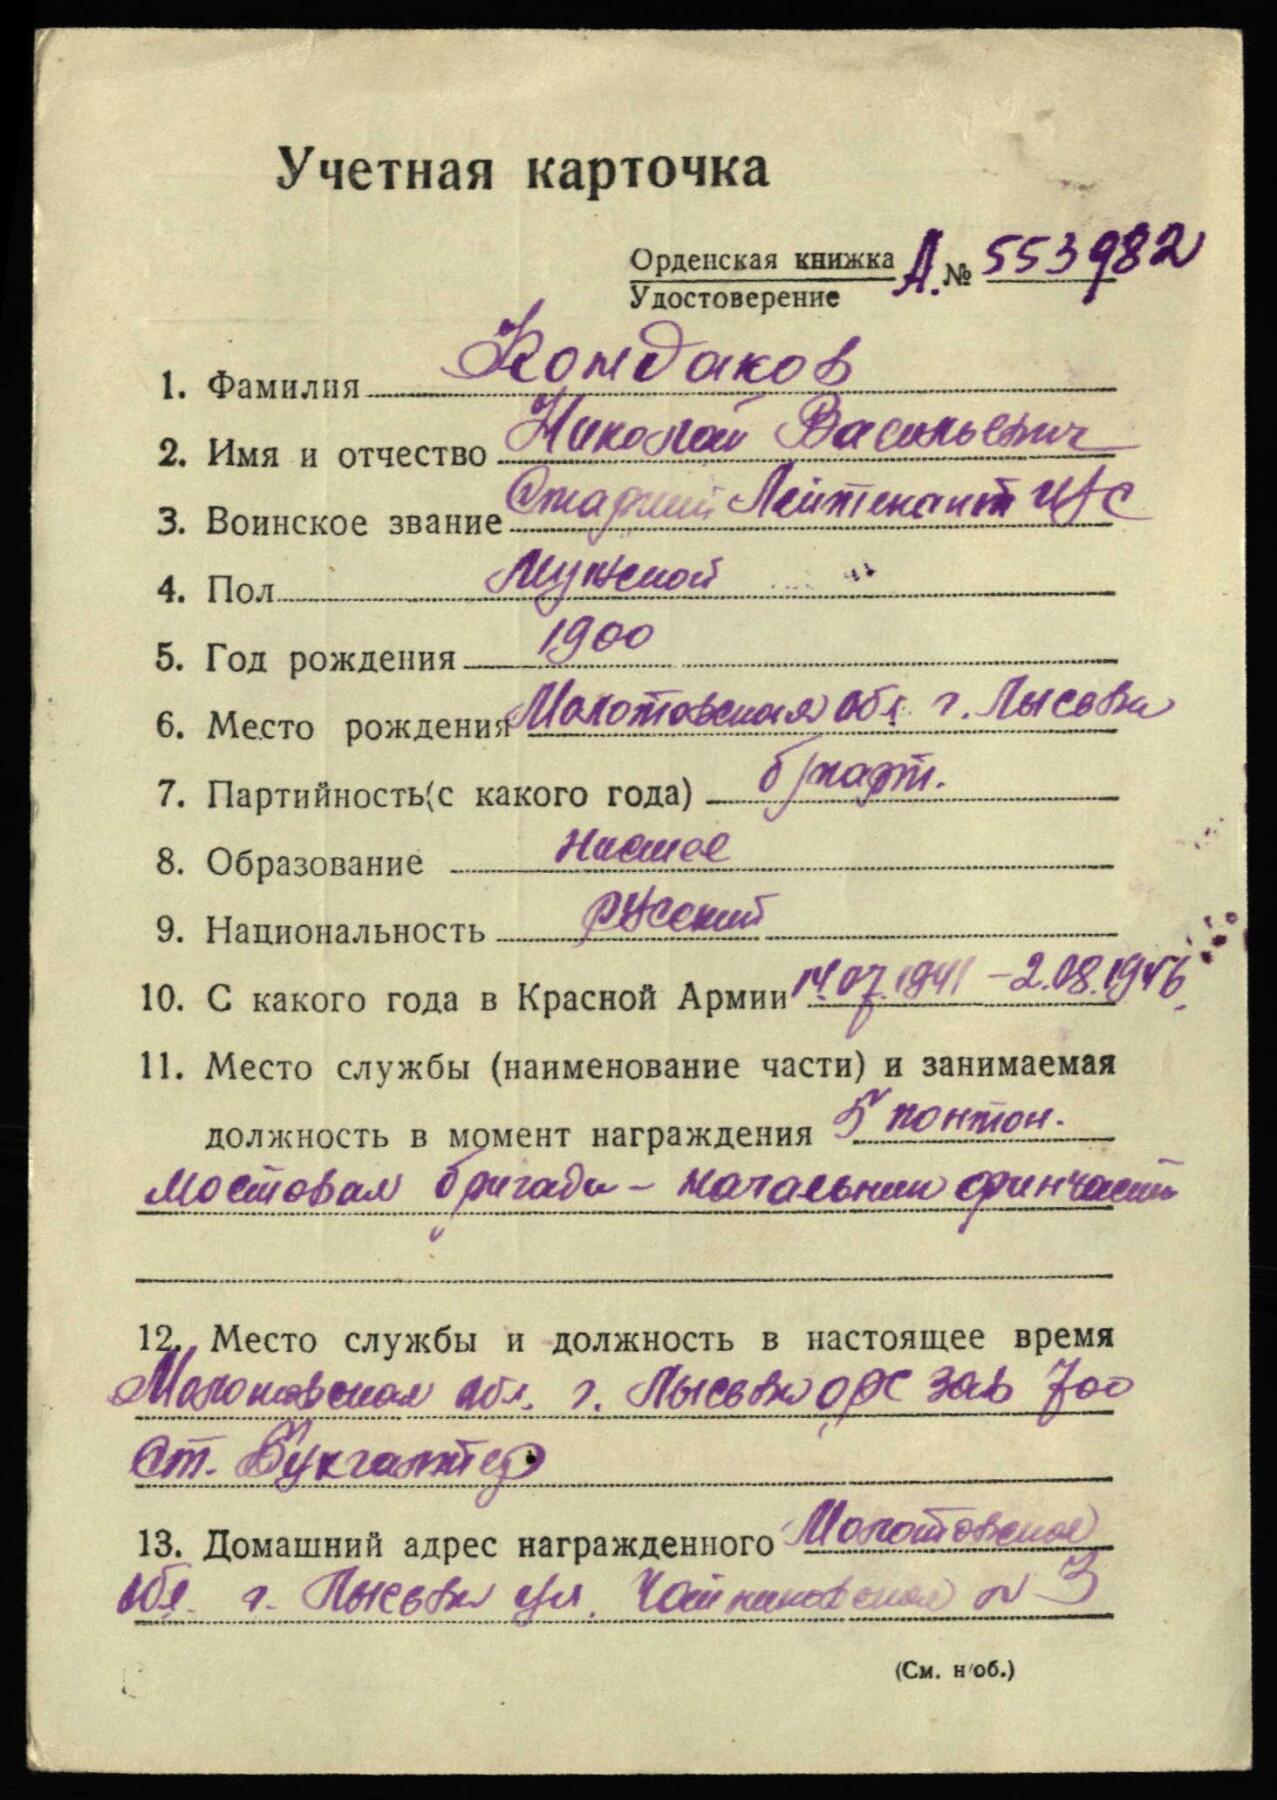 Учетная карточка
Орденская книжка А. № 553982
Удостоверение
1. Фамилия Кондаков
2. Имя и отчество Николай Васильевич
3. Воинское звание Старший Лейтенант И/С
4. Пол Мужской
5. Год рождения 1900
6. Место рождения Молотовская обл. г. Лысьва
7. Партийность (с какого года) б/парт.
8. Образование низшее
9. Национальность русский
10. С какого года в Красной Армии 14.07.1941 - 2.08.1946.
11. Место службы (наименование части) и занимаемая
должность в момент награждения 5 понтон.
мостовая бригада - начальник финчасти
12. Место службы и должность в настоящее время
Молотовская обл. г. Лысьва ОРС зав 700
Ст. Бухгалтер
13. Домашний адрес награжденного Молотовская
обл. г. Лысьва ул. N 3
(См. н/об.)